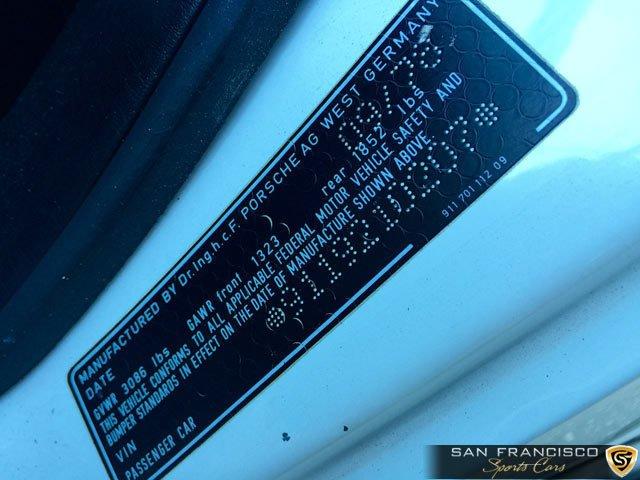 MANUFACTURED BY Dr.Ing.h.c.F. PORSCHE AG WEST GERMANY
DATE
GVWR 3086 lbs GAWR front 1323 rear 1852 lbs
THIS VEHICLE CONFORMS TO ALL APPLICABLE FEDERAL MOTOR VEHICLE SAFETY AND
BUMPER STANDARDS IN EFFECT ON THE DATE OF MANUFACTURE SHOWN ABOVE
VIN
PASSENGER CAR
911 701 112 09
SAN FRANCISCO
Sports Cars